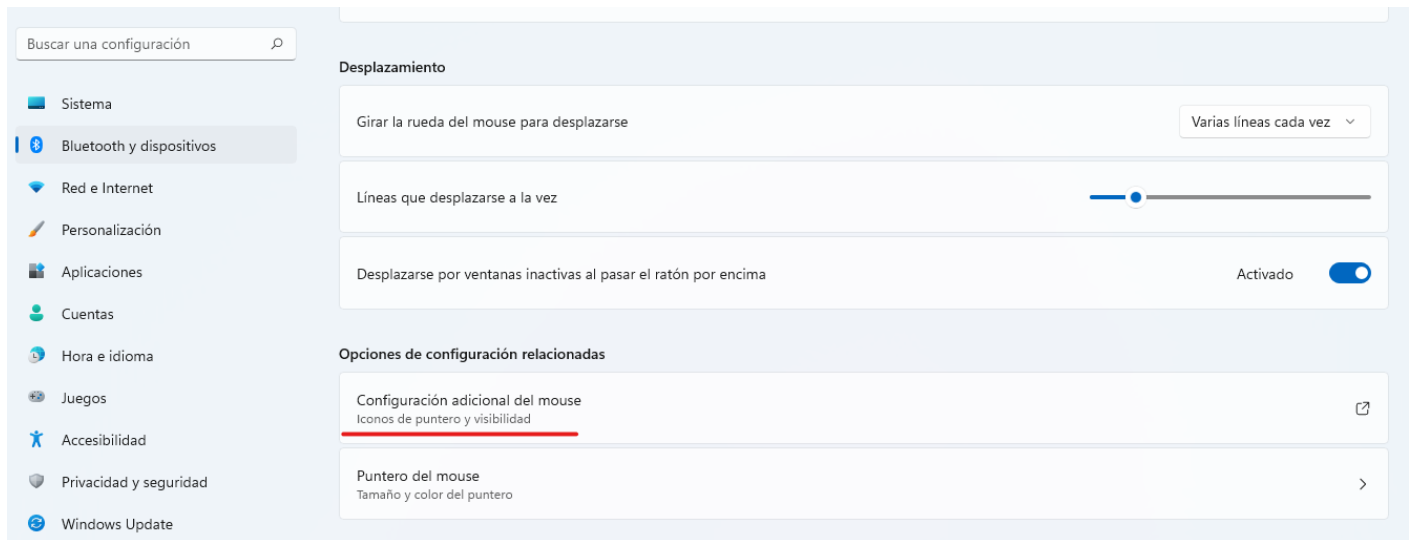 Buscar una configuración
Sistema
Bluetooth y dispositivos
Red e Internet
Personalización
Aplicaciones
Cuentas
Hora e idioma
Juegos
Accesibilidad
Privacidad y seguridad
Windows Update
Desplazamiento
Girar la rueda del mouse para desplazarse
Varias líneas cada vez
Líneas que desplazarse a la vez
Desplazarse por ventanas inactivas al pasar el ratón por encima
Activado
Opciones de configuración relacionadas
Configuración adicional del mouse
Iconos de puntero y visibilidad
Puntero del mouse
Tamaño y color del puntero